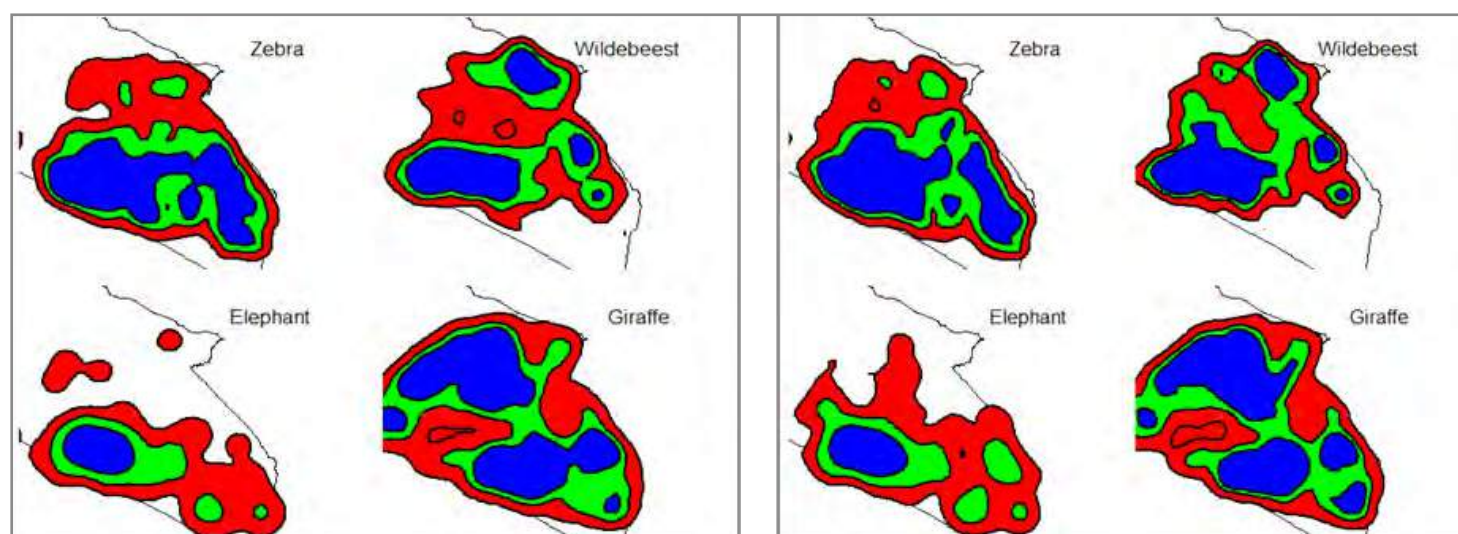 Zebra
Wildebeest
Elephant
Giraffe
Zebra
Wildebeest
Elephant
Giraffe